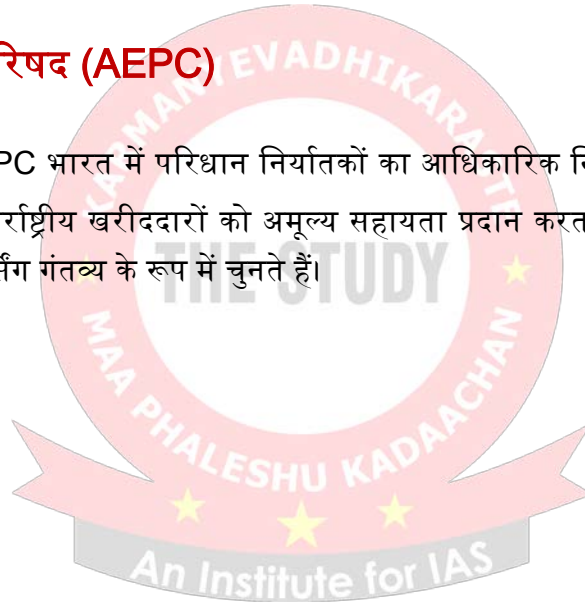 रिषद (AEPC)
PC भारत में परिधान निर्यातकों का आधिकारिक नि
र्राष्ट्रीय खरीददारों को अमूल्य सहायता प्रदान करत
र्सिंग गंतव्य के रूप में चुनते हैं।
KARMANYEVADHIKARASTE
THE STUDY
MAA PHALESHU KADAACHAN
An Institute for IAS